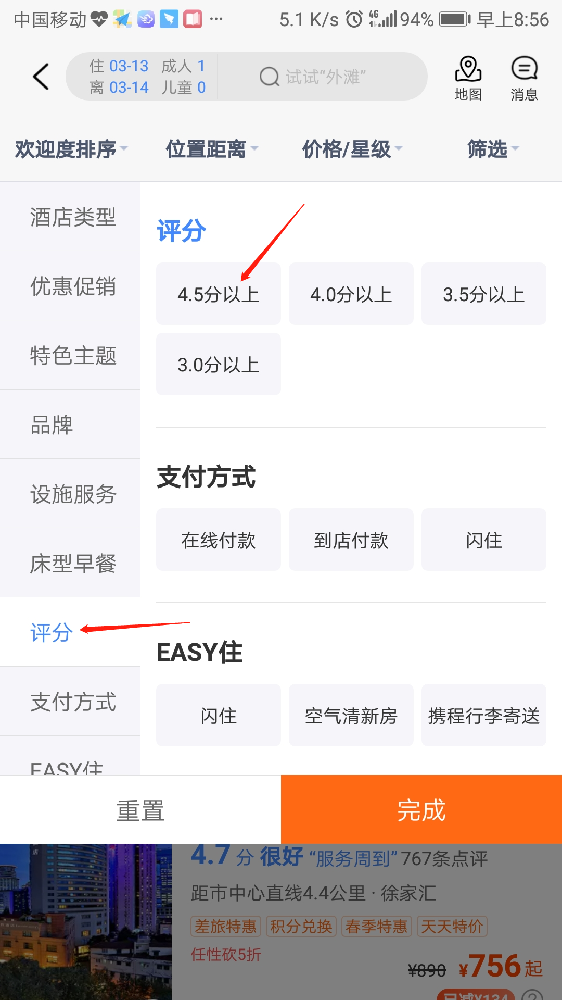 中国移动 ··· 5.1 K/s 4G 94% 早上8:56
住 03-13 成人 1
离 03-14 儿童 0
试试“外滩”
地图
消息
欢迎度排序 位置距离 价格/星级 筛选
酒店类型
优惠促销
特色主题
品牌
设施服务
床型早餐
评分
支付方式
EASY住
评分
4.5分以上 4.0分以上 3.5分以上
3.0分以上
支付方式
在线付款 到店付款 闪住
EASY住
闪住 空气清新房 携程行李寄送
重置 完成
4.7 分 很好 “服务周到” 767条点评
距市中心直线4.4公里 · 徐家汇
差旅特惠 积分兑换 春季特惠 天天特价
任性砍5折
¥890 ¥756起
已减¥134